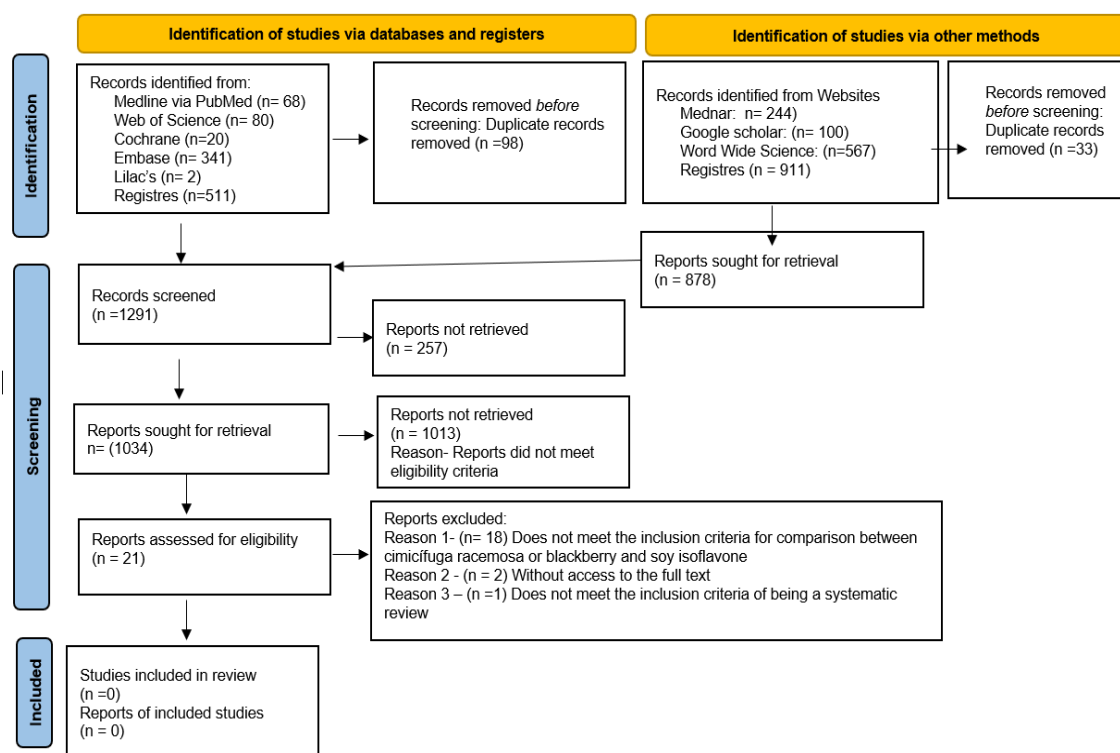 Identification of studies via databases and registers
Identification of studies via other methods
Identification
Records identified from:
Medline via PubMed (n= 68)
Web of Science (n= 80)
Cochrane (n=20)
Embase (n= 341)
Lilac’s (n= 2)
Registres (n=511)
Records removed before
screening: Duplicate records
removed (n =98)
Records identified from Websites
Mednar:  n= 244)
Google scholar: (n= 100)
Word Wide Science: (n=567)
Registres (n = 911)
Records removed
before screening:
Duplicate records
removed (n =33)
Screening
Reports sought for retrieval
(n = 878)
Records screened
(n =1291)
Reports not retrieved
(n = 257)
Reports sought for retrieval
n= (1034)
Reports not retrieved
(n = 1013)
Reason- Reports did not meet
eligibility criteria
Reports assessed for eligibility
(n = 21)
Reports excluded:
Reason 1- (n= 18) Does not meet the inclusion criteria for comparison between
cimicífuga racemosa or blackberry and soy isoflavone
Reason 2 - (n = 2) Without access to the full text
Reason 3 – (n =1) Does not meet the inclusion criteria of being a systematic
review
Included
Studies included in review
(n =0)
Reports of included studies
(n = 0)